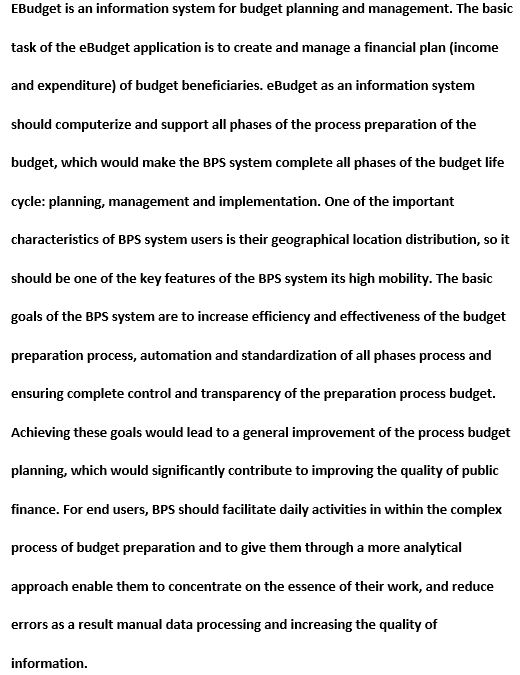 EBudget is an information system for budget planning and management. The basic
task of the eBudget application is to create and manage a financial plan (income
and expenditure) of budget beneficiaries. eBudget as an information system
should computerize and support all phases of the process preparation of the
budget, which would make the BPS system complete all phases of the budget life
cycle: planning, management and implementation. One of the important
characteristics of BPS system users is their geographical location distribution, so it
should be one of the key features of the BPS system its high mobility. The basic
goals of the BPS system are to increase efficiency and effectiveness of the budget
preparation process, automation and standardization of all phases process and
ensuring complete control and transparency of the preparation process budget.
Achieving these goals would lead to a general improvement of the process budget
planning, which would significantly contribute to improving the quality of public
finance. For end users, BPS should facilitate daily activities in within the complex
process of budget preparation and to give them through a more analytical
approach enable them to concentrate on the essence of their work, and reduce
errors as a result manual data processing and increasing the quality of
information.